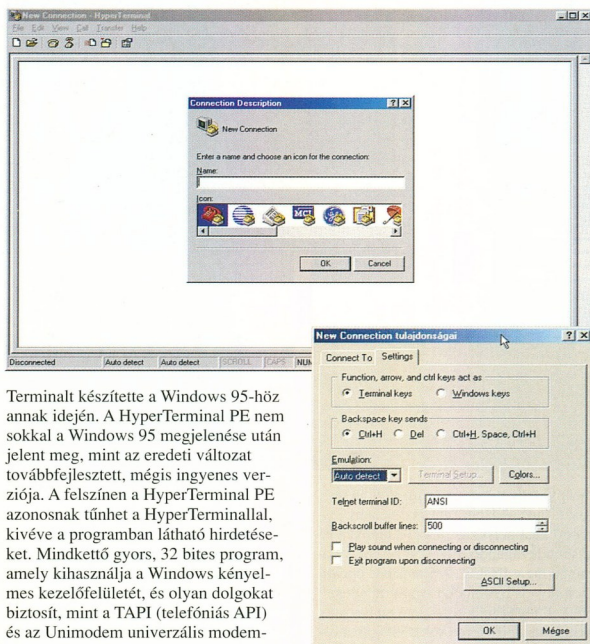 New Connection - HyperTerminal
File Edit View Call Transfer Help
Connection Description
New Connection
Enter a name and choose an icon for the connection:
Name:
Icon:
MCI
OK Cancel
Disconnected Auto detect Auto detect SCROLL CAPS NUM
New Connection tulajdonságai
Connect To Settings
Function, arrow, and ctrl keys act as
Terminal keys Windows keys
Backspace key sends
Ctrl+H Del Ctrl+H, Space, Ctrl+H
Emulation:
Auto detect Terminal Setup... Colors...
Telnet terminal ID: ANSI
Backscroll buffer lines: 500
Play sound when connecting or disconnecting
Exit program upon disconnecting
ASCII Setup...
OK Mégse
Terminalt készítette a Windows 95-höz
annak idején. A HyperTerminal PE nem
sokkal a Windows 95 megjelenése után
jelent meg, mint az eredeti változat
továbbfejlesztett, mégis ingyenes ver-
ziója. A felszínen a HyperTerminal PE
azonosnak tűnhet a HyperTerminallal,
kivéve a programban látható hirdetése-
ket. Mindkettő gyors, 32 bites program,
amely kihasználja a Windows kényel-
mes kezelőfelületét, és olyan dolgokat
biztosít, mint a TAPI (telefóniás API)
és az Unimodem univerzális modem-